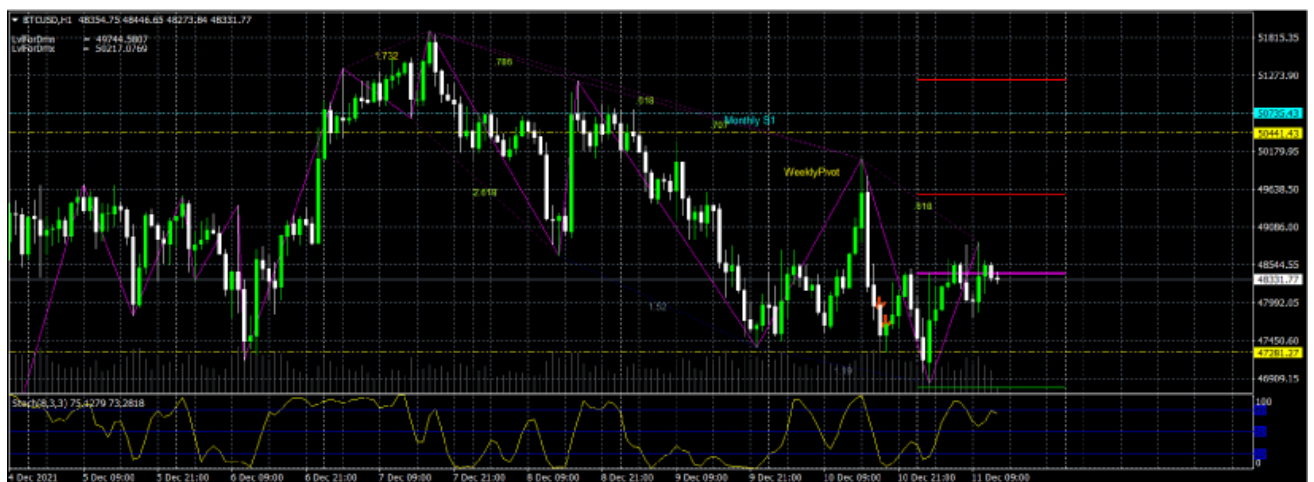 BTCUSD,H1 48354.75 48446.65 48273.84 48331.77
LvlForDmn = 49744.5807
LvlForDmx = 50217.0769
1.732
.786
.618
.707
Monthly S1
WeeklyPivot
2.618
.618
1.52
1.19
51815.35
51273.90
50735.43
50441.43
50179.95
49638.50
49086.00
48544.55
48331.77
47992.05
47450.60
47281.27
46909.15
Stoch(8,3,3) 75.4279 73.2818
100
0
4 Dec 2021
5 Dec 09:00
5 Dec 21:00
6 Dec 09:00
6 Dec 21:00
7 Dec 09:00
7 Dec 21:00
8 Dec 09:00
8 Dec 21:00
9 Dec 09:00
9 Dec 21:00
10 Dec 09:00
10 Dec 21:00
11 Dec 09:00